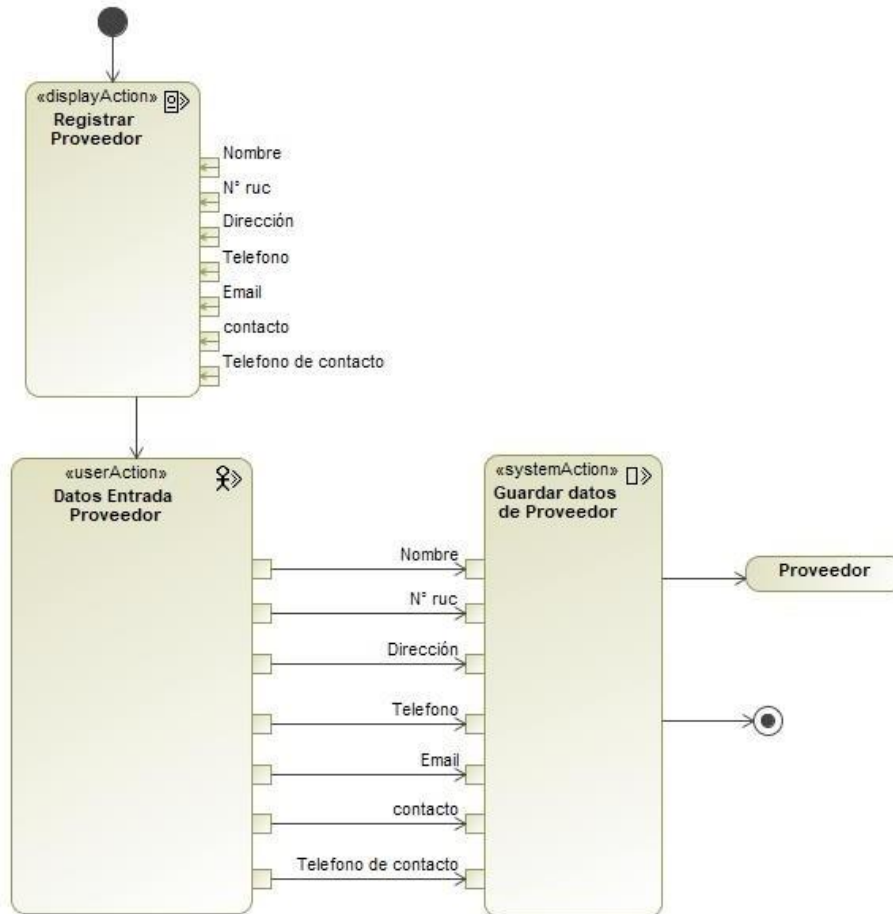 «displayAction»
Registrar
Proveedor
Nombre
N° ruc
Dirección
Telefono
Email
contacto
Telefono de contacto
«userAction»
Datos Entrada
Proveedor
«systemAction»
Guardar datos
de Proveedor
Nombre
N° ruc
Dirección
Telefono
Email
contacto
Telefono de contacto
Proveedor